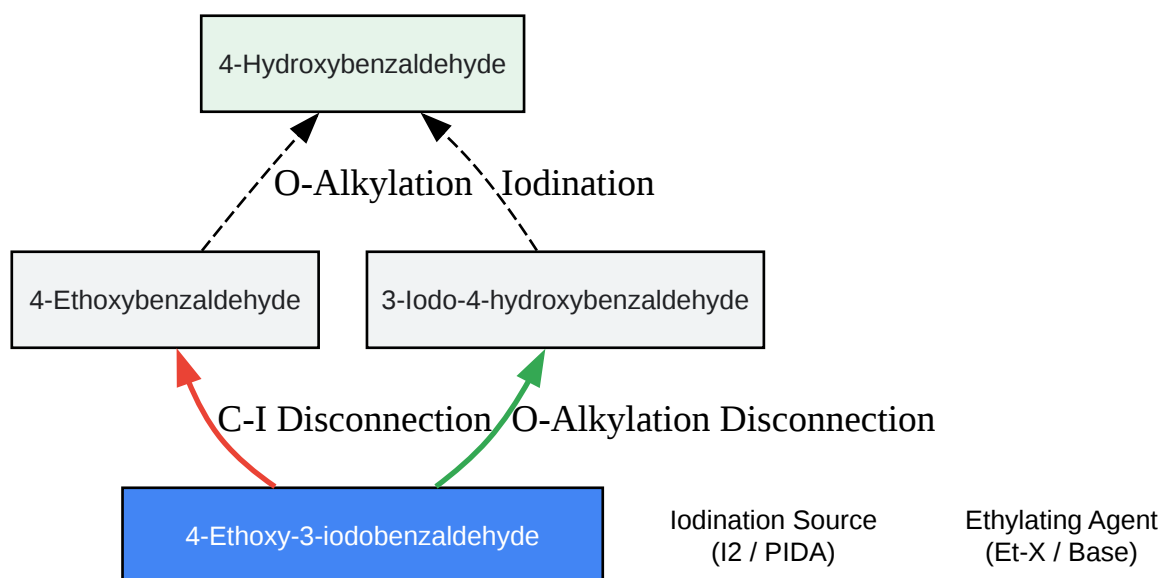 4-Hydroxybenzaldehyde
O-Alkylation
Iodination
4-Ethoxybenzaldehyde
3-Iodo-4-hydroxybenzaldehyde
C-I Disconnection
O-Alkylation Disconnection
4-Ethoxy-3-iodobenzaldehyde
Iodination Source
(I2 / PIDA)
Ethylating Agent
(Et-X / Base)